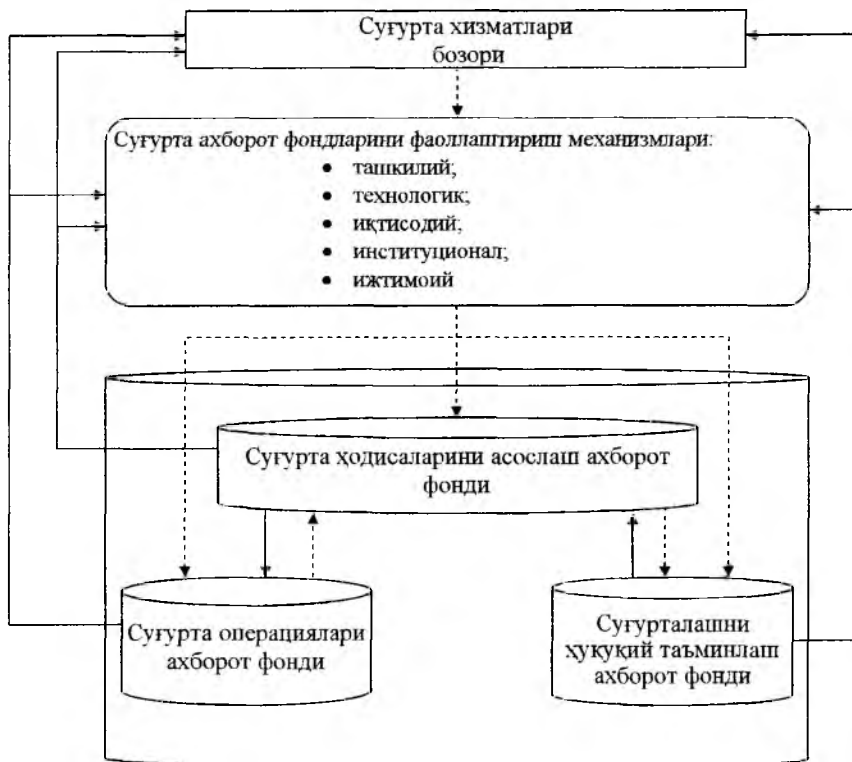 Суғурта хизматлари
бозори
Суғурта ахборот фондларини фаоллаштириш механизмлари:
• ташкилий;
• технологик;
• иқтисодий;
• институционал;
• ижтимоий
Суғурта ҳодисаларини асослаш ахборот
фонди
Суғурта операциялари
ахборот фонди
Суғурталашни
ҳуқуқий таъминлаш
ахборот фонди